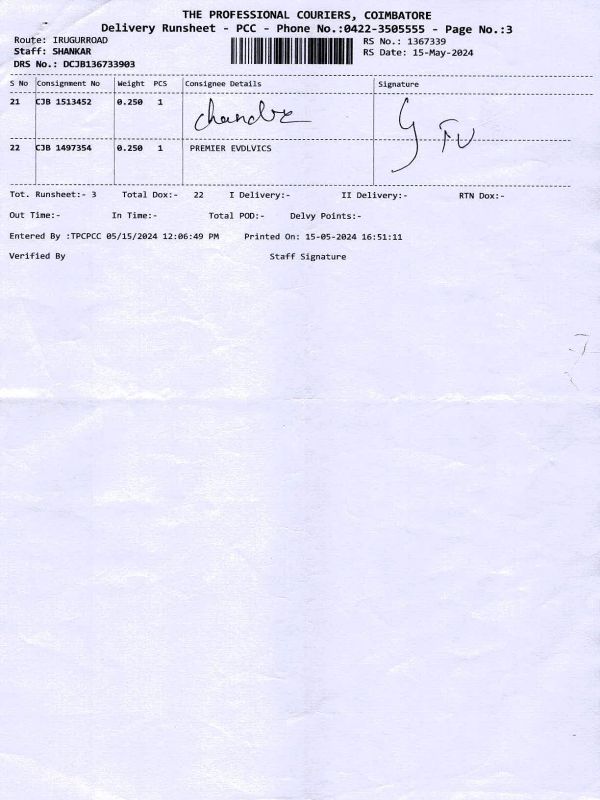 THE PROFESSIONAL COURIERS, COIMBATORE
Delivery Runsheet - PCC - Phone No.:0422-3505555 - Page No.:3
Route: IRUGURROAD
RS No.: 1367339
Staff: SHANKAR
RS Date: 15-May-2024
DRS No.: DCJB136733903
S No Consignment No Weight PCS Consignee Details Signature
21 CJB 1513452 0.250 1
22 CJB 1497354 0.250 1 PREMIER EVDLVICS
Tot. Runsheet:- 3 Total Dox:- 22 I Delivery:- II Delivery:- RTN Dox:-
Out Time:- In Time:- Total POD:- Delvy Points:-
Entered By :TPCPCC 05/15/2024 12:06:49 PM Printed On: 15-05-2024 16:51:11
Verified By Staff Signature